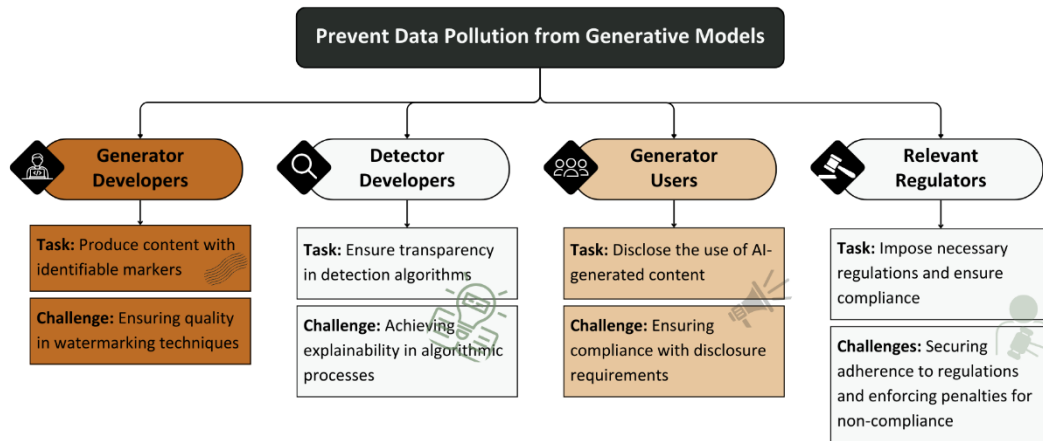 Prevent Data Pollution from Generative Models
Generator
Developers
Task: Produce content with
identifiable markers
Challenge: Ensuring quality
in watermarking techniques
Detector
Developers
Task: Ensure transparency
in detection algorithms
Challenge: Achieving
explainability in algorithmic
processes
Generator
Users
Task: Disclose the use of AI-
generated content
Challenge: Ensuring
compliance with disclosure
requirements
Relevant
Regulators
Task: Impose necessary
regulations and ensure
compliance
Challenges: Securing
adherence to regulations
and enforcing penalties for
non-compliance